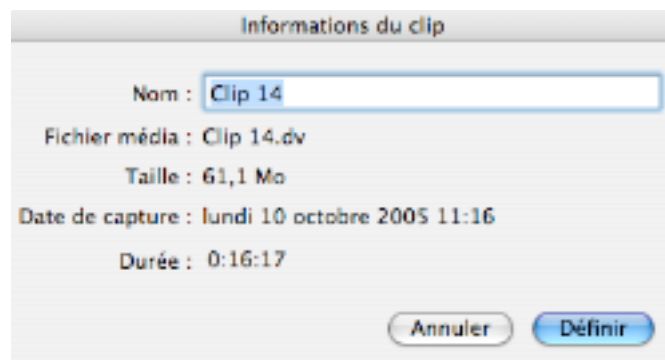 Informations du clip
Nom : Clip 14
Fichier média : Clip 14.dv
Taille : 61,1 Mo
Date de capture : lundi 10 octobre 2005 11:16
Durée : 0:16:17
Annuler Définir